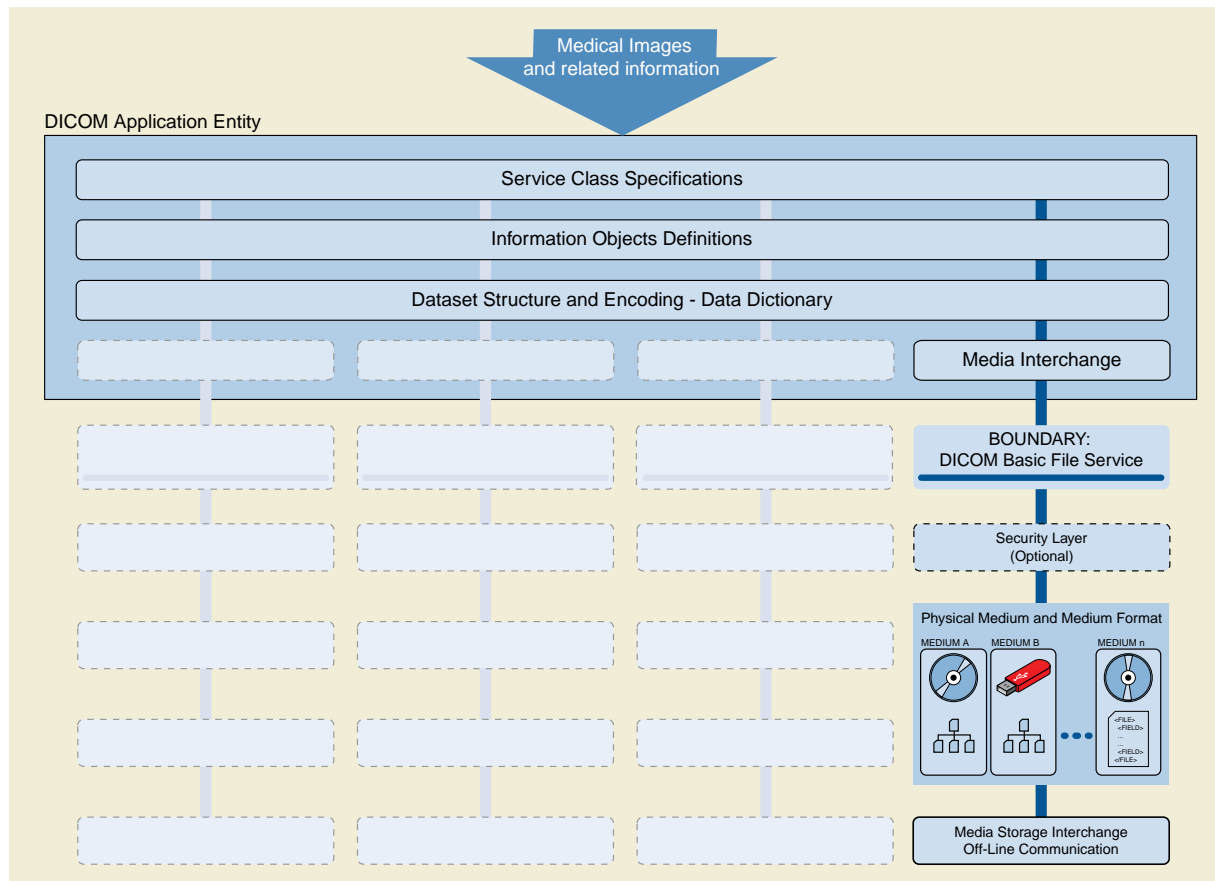 Medical Images
and related information
DICOM Application Entity
Service Class Specifications
Information Objects Definitions
Dataset Structure and Encoding - Data Dictionary
Media Interchange
BOUNDARY:
DICOM Basic File Service
Security Layer
(Optional)
Physical Medium and Medium Format
MEDIUM A
MEDIUM B
MEDIUM n
<FILE>
<FIELD>
...
...
<FIELD>
</FILE>
Media Storage Interchange
Off-Line Communication